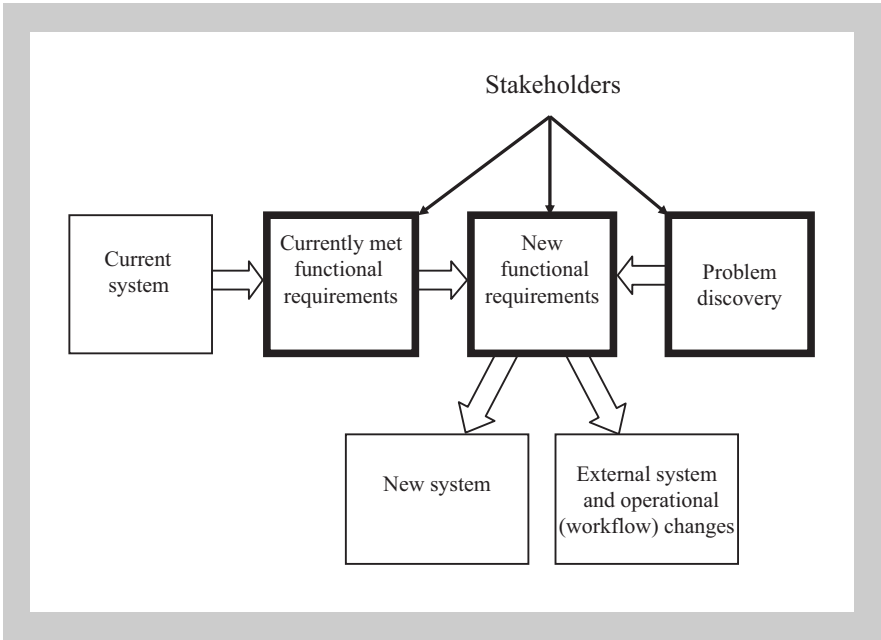 Stakeholders
Current
system
Currently met
functional
requirements
New
functional
requirements
Problem
discovery
New system
External system
and operational
(workflow) changes